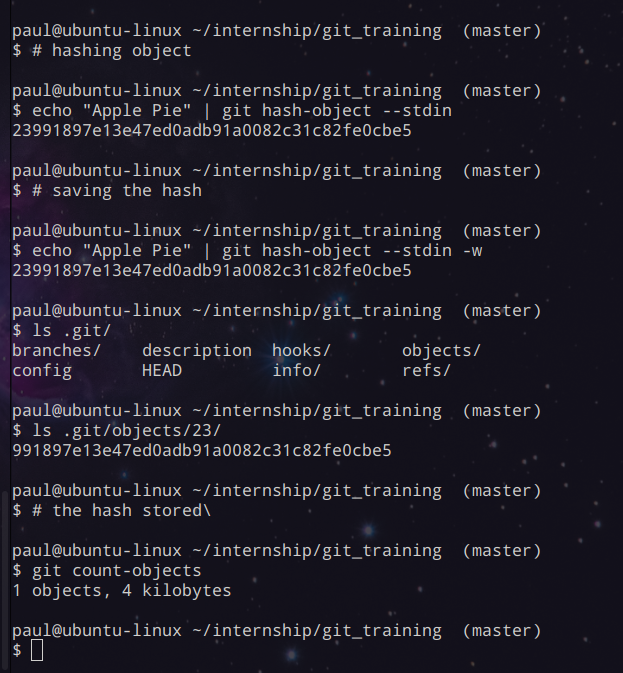 paul@ubuntu-linux ~/internship/git_training  (master)
$ # hashing object
paul@ubuntu-linux ~/internship/git_training  (master)
$ echo "Apple Pie" | git hash-object --stdin
23991897e13e47ed0adb91a0082c31c82fe0cbe5
paul@ubuntu-linux ~/internship/git_training  (master)
$ # saving the hash
paul@ubuntu-linux ~/internship/git_training  (master)
$ echo "Apple Pie" | git hash-object --stdin -w
23991897e13e47ed0adb91a0082c31c82fe0cbe5
paul@ubuntu-linux ~/internship/git_training  (master)
$ ls .git/
branches/    description  hooks/       objects/
config       HEAD         info/        refs/
paul@ubuntu-linux ~/internship/git_training  (master)
$ ls .git/objects/23/
991897e13e47ed0adb91a0082c31c82fe0cbe5
paul@ubuntu-linux ~/internship/git_training  (master)
$ # the hash stored\
paul@ubuntu-linux ~/internship/git_training  (master)
$ git count-objects
1 objects, 4 kilobytes
paul@ubuntu-linux ~/internship/git_training  (master)
$